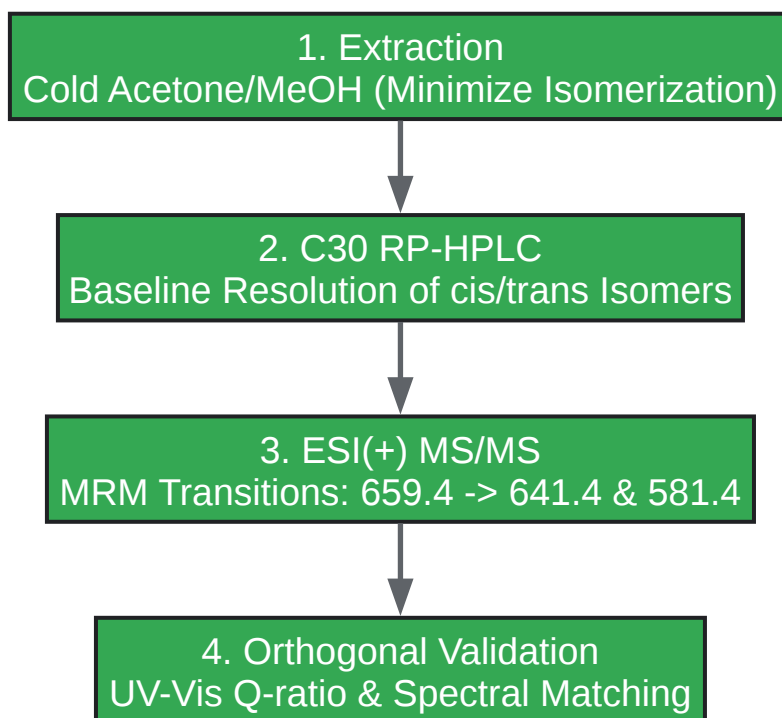 1. Extraction
Cold Acetone/MeOH (Minimize Isomerization)
2. C30 RP-HPLC
Baseline Resolution of cis/trans Isomers
3. ESI(+) MS/MS
MRM Transitions: 659.4 -> 641.4 & 581.4
4. Orthogonal Validation
UV-Vis Q-ratio & Spectral Matching